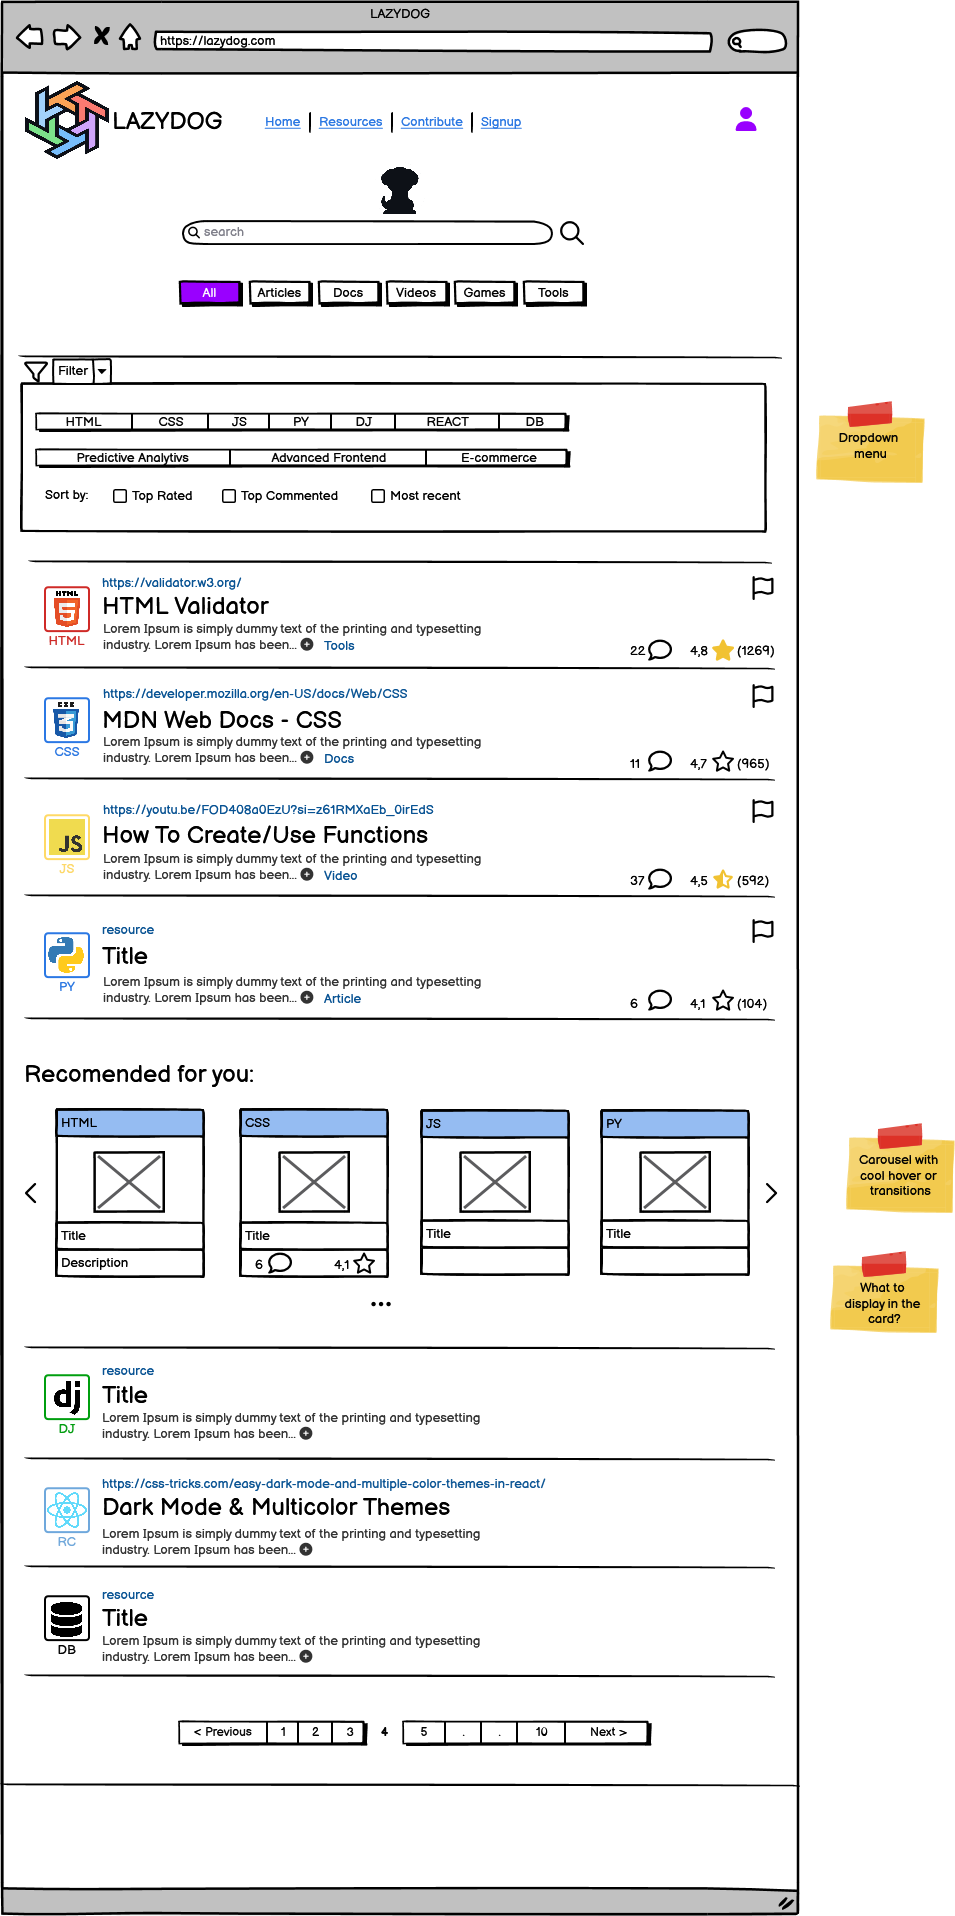 LAZYDOG
https://lazydog.com
LAZYDOG
Home | Resources | Contribute | Signup
search
All Articles Docs Videos Games Tools
Filter
HTML CSS JS PY DJ REACT DB
Predictive Analytivs Advanced Frontend E-commerce
Sort by: Top Rated Top Commented Most recent
Dropdown
menu
https://validator.w3.org/
HTML
HTML Validator
Lorem Ipsum is simply dummy text of the printing and typesetting
HTML
industry. Lorem Ipsum has been... Tools
22 4,8 (1269)
https://developer.mozilla.org/en-US/docs/Web/CSS
CSS
MDN Web Docs - CSS
Lorem Ipsum is simply dummy text of the printing and typesetting
CSS
industry. Lorem Ipsum has been... Docs
11 4,7 (965)
https://youtu.be/FOD408a0EzU?si=z61RMXaEb_0irEdS
How To Create/Use Functions
JS
Lorem Ipsum is simply dummy text of the printing and typesetting
JS
industry. Lorem Ipsum has been... Video
37 4,5 (592)
resource
Title
Lorem Ipsum is simply dummy text of the printing and typesetting
PY
industry. Lorem Ipsum has been... Article
6 4,1 (104)
Recomended for you:
HTML CSS JS PY
Title Title Title Title
Description 6 4,1
...
Carousel with
cool hover or
transitions
What to
display in the
card?
resource
dj
Title
Lorem Ipsum is simply dummy text of the printing and typesetting
DJ
industry. Lorem Ipsum has been...
https://css-tricks.com/easy-dark-mode-and-multiple-color-themes-in-react/
Dark Mode & Multicolor Themes
Lorem Ipsum is simply dummy text of the printing and typesetting
RC
industry. Lorem Ipsum has been...
resource
Title
Lorem Ipsum is simply dummy text of the printing and typesetting
DB
industry. Lorem Ipsum has been...
< Previous 1 2 3 4 5 . . 10 Next >